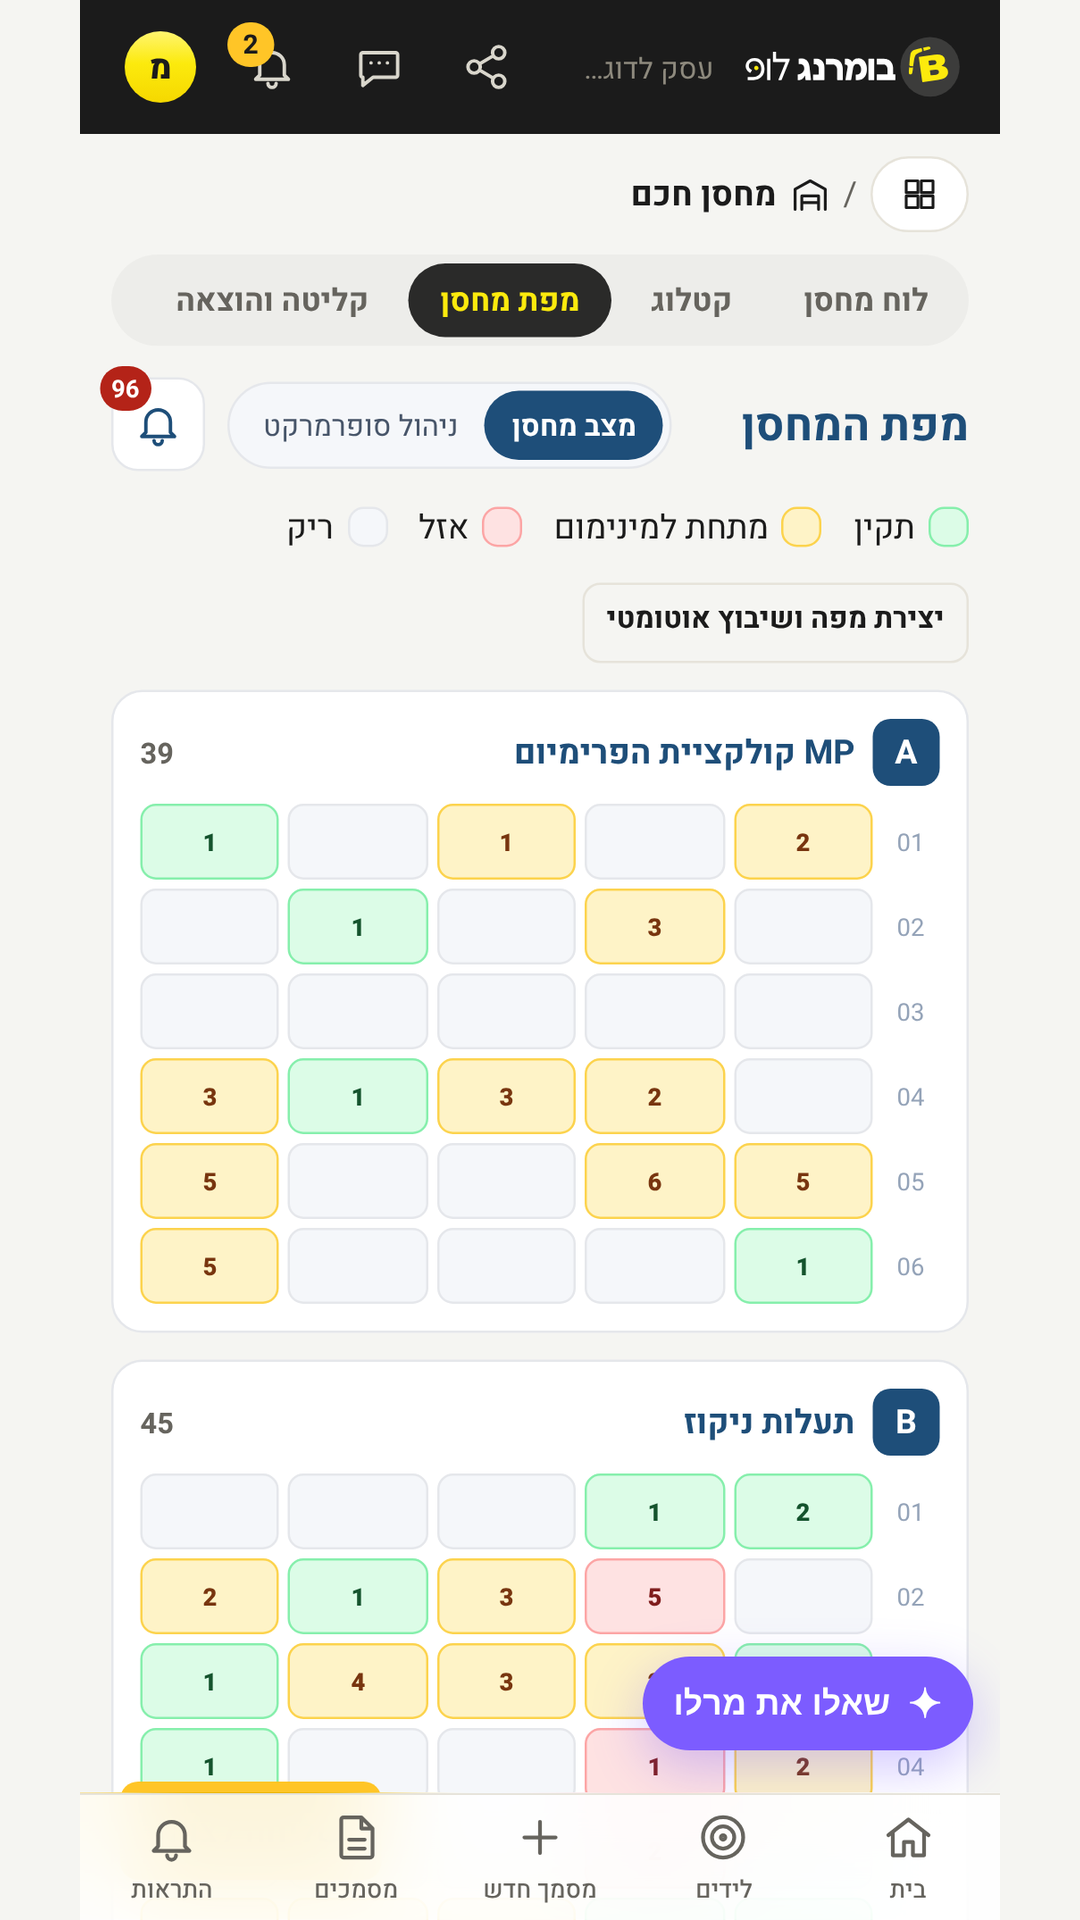 בומרנג לופ
עסק לדוג...
2
מ
/ מחסן חכם
לוח מחסן
קטלוג
מפת מחסן
קליטה והוצאה
מפת המחסן
מצב מחסן
ניהול סופרמרקט
96
תקין
מתחת למינימום
אזל
ריק
יצירת מפה ושיבוץ אוטומטי
A MP קולקציית הפרימיום 39
01 2 1 1
02 3 1
03
04 2 3 1 3
05 5 6 5
06 1 5
B תעלות ניקוז 45
01 2 1
02 5 3 1 2
3 4 1
שאלו את מרלו
04 2 1 1
בית
לידים
מסמך חדש
מסמכים
התראות